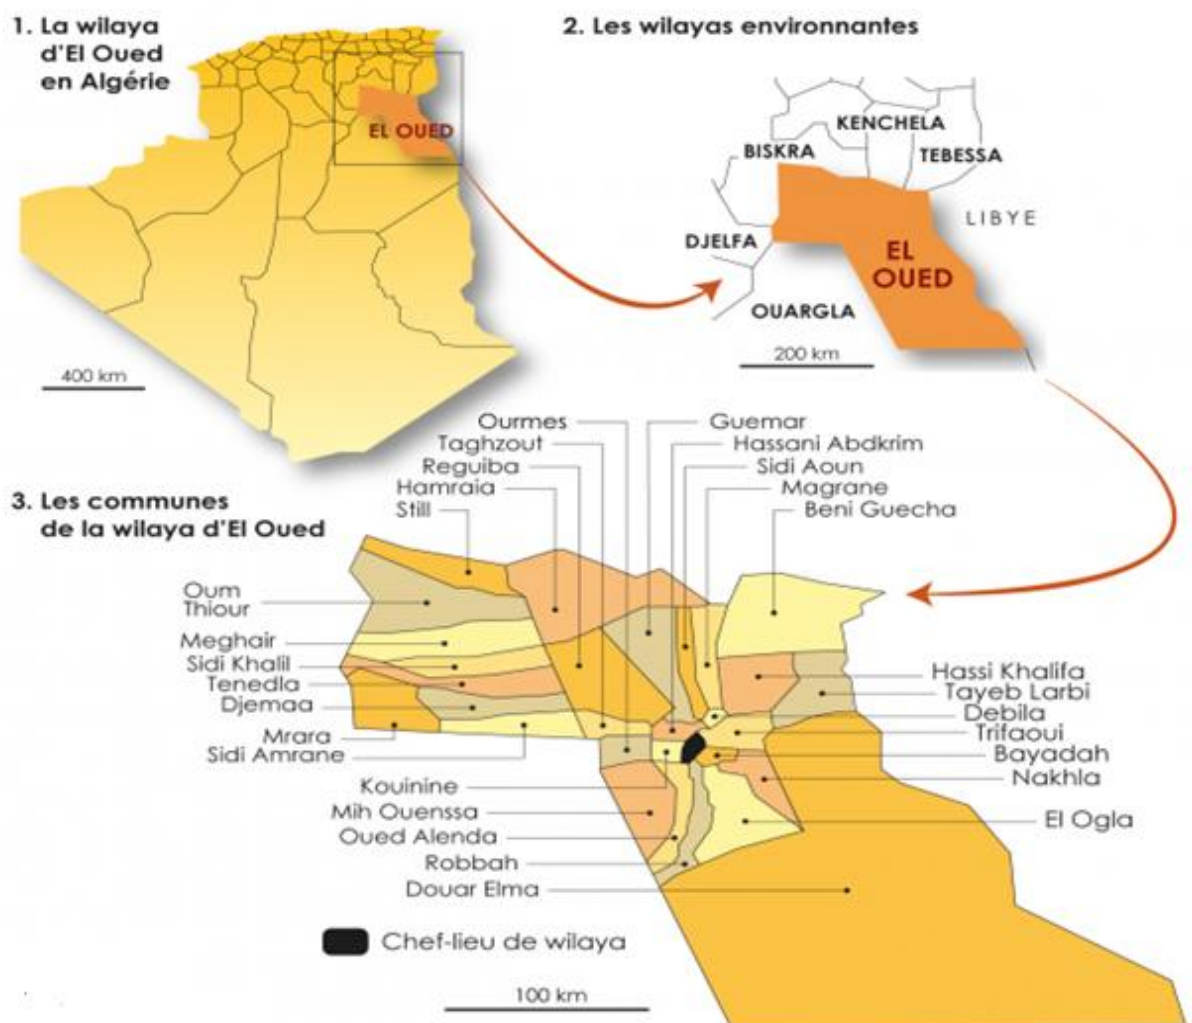 1. La wilaya
d'El Oued
en Algérie
EL OUED
400 km
2. Les wilayas environnantes
KENCHELA
BISKRA
TEBESSA
LIBYE
DJELFA
EL
OUED
OUARGLA
200 km
3. Les communes
de la wilaya d'El Oued
Ourmes
Taghzout
Reguiba
Hamraia
Still
Guemar
Hassani Abdkrim
Sidi Aoun
Magrane
Beni Guecha
Oum
Thiour
Meghair
Sidi Khalil
Tenedla
Djemaa
Mrara
Sidi Amrane
Hassi Khalifa
Tayeb Larbi
Debila
Trifaoui
Bayadah
Nakhla
El Ogla
Kouinine
Mih Ouenssa
Oued Alenda
Robbah
Douar Elma
Chef-lieu de wilaya
100 km